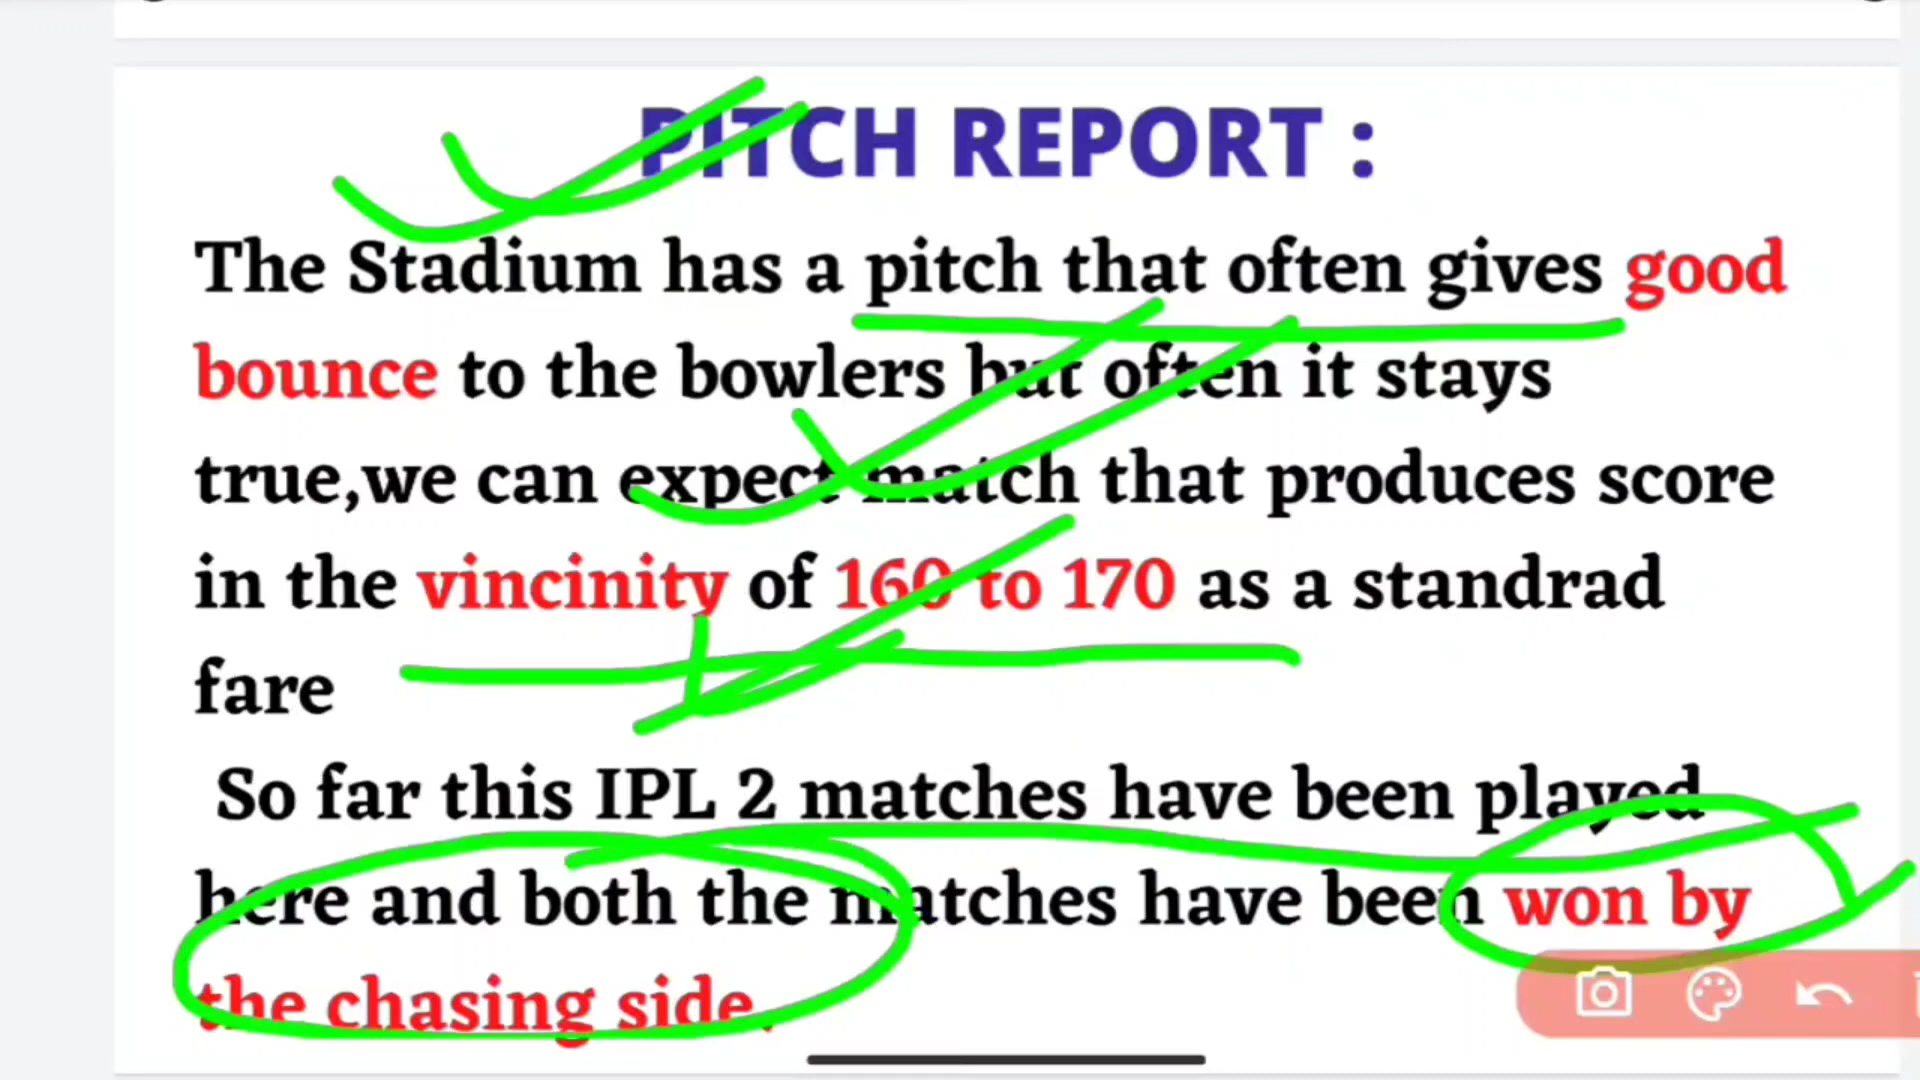 PITCH REPORT :
The Stadium has a pitch that often gives good
bounce to the bowlers but often it stays
true,we can expect match that produces score
in the vincinity of 160 to 170 as a standrad
fare
So far this IPL 2 matches have been played
here and both the matches have been won by
the chasing side.